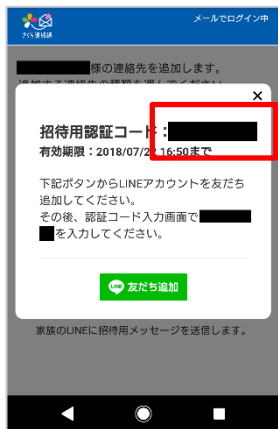 メールでログイン中
さくら連絡網
様の連絡先を追加します。
×
招待用認証コード：
有効期限：2018/07/22 16:50まで
下記ボタンからLINEアカウントを友だち
追加してください。
その後、認証コード入力画面で
を入力してください。
LINE 友だち追加
家族のLINEに招待用メッセージを送信します。